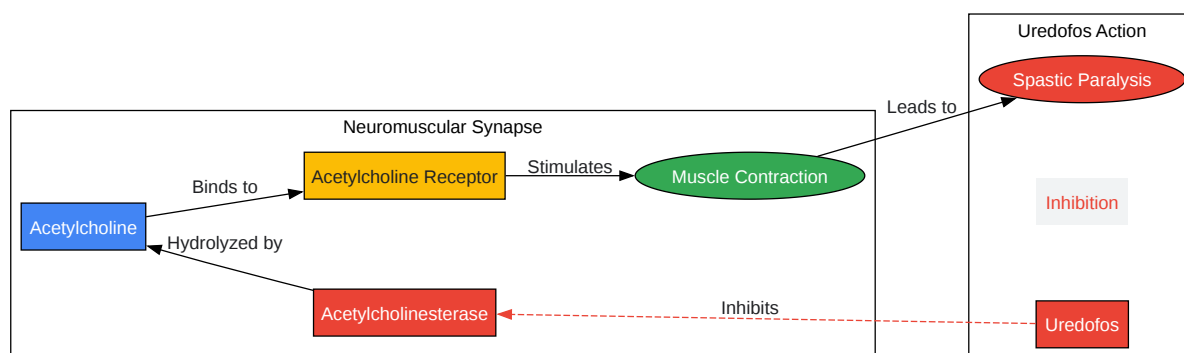 Uredofos Action
Spastic Paralysis
Leads to
Neuromuscular Synapse
Acetylcholine Receptor
Stimulates
Muscle Contraction
Binds to
Acetylcholine
Inhibition
Hydrolyzed by
Acetylcholinesterase
Inhibits
Uredofos